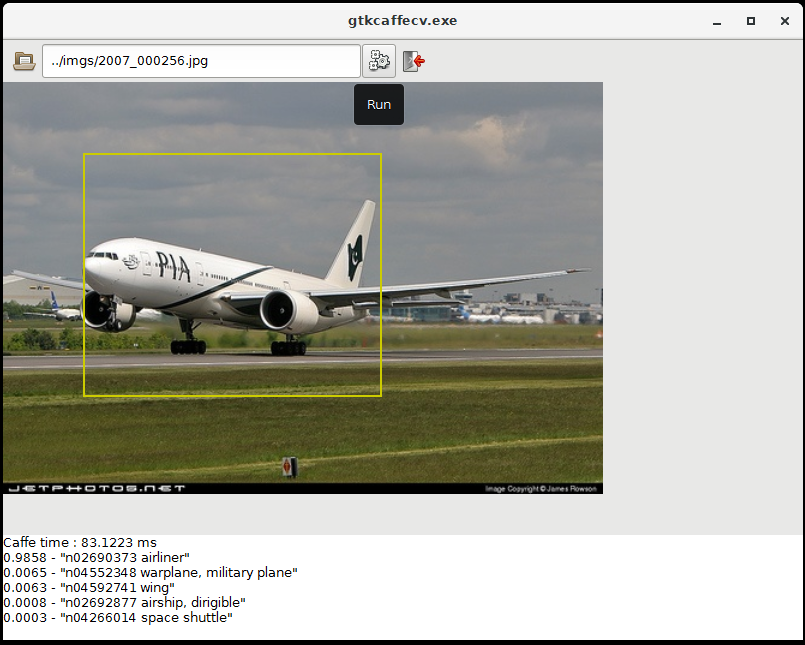 gtkcaffecv.exe
../imgs/2007_000256.jpg
Run
PIA
JETPHOTOS.NET
Image Copyright © James Rowson
Caffe time : 83.1223 ms
0.9858 - "n02690373 airliner"
0.0065 - "n04552348 warplane, military plane"
0.0063 - "n04592741 wing"
0.0008 - "n02692877 airship, dirigible"
0.0003 - "n04266014 space shuttle"